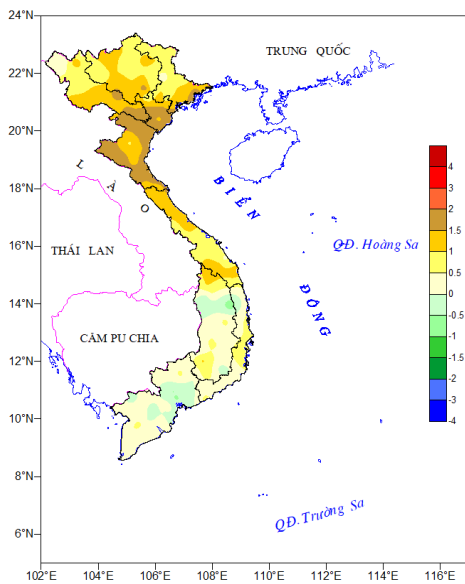 24°N
TRUNG QUỐC
22°N
20°N
4
3
2
1.5
1
0.5
0
-0.5
-1
-1.5
-2
-3
-4
LÀO
18°N
BIỂN ĐÔNG
QĐ. Hoàng Sa
THÁI LAN
16°N
14°N
CĂM PU CHIA
12°N
10°N
8°N
QĐ. Trường Sa
6°N
102°E 104°E 106°E 108°E 110°E 112°E 114°E 116°E